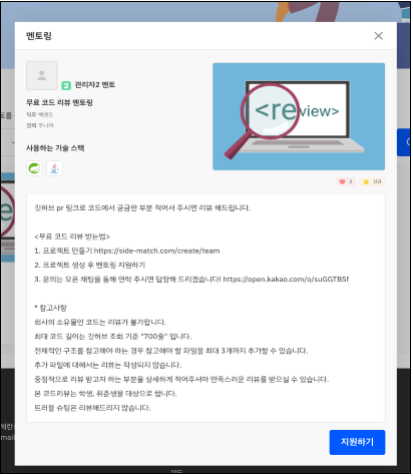 멘토링
2 관리자2 멘토
무료 코드 리뷰 멘토링
직무 백엔드
경력 주니어
사용하는 기술 스택
<review>
3
깃허브 pr 링크로 코드에서 궁금한 부분 적어서 주시면 리뷰 해드립니다.
<무료 코드 리뷰 받는법>
1. 프로젝트 만들기 https://side-match.com/create/team
2. 프로젝트 생성 후 멘토링 지원하기
3. 문의는 오픈 채팅을 통해 연락 주시면 답장해 드리겠습니다! https://open.kakao.com/o/suGGTBSf
* 참고사항
회사의 소유물인 코드는 리뷰가 불가합니다.
최대 코드 길이는 깃허브 조회 기준 "700줄" 입니다.
전체적인 구조를 참고해야 하는 경우 참고해야 할 파일을 최대 3개까지 추가할 수 있습니다.
추가 파일에 대해서는 리뷰는 작성되지 않습니다.
중점적으로 리뷰 받고자 하는 부분을 상세하게 적어주셔야 만족스러운 리뷰를 받으실 수 있습니다.
본 코드리뷰는 학생, 취준생을 대상으로 합니다.
트러블 슈팅은 리뷰해드리지 않습니다.
지원하기